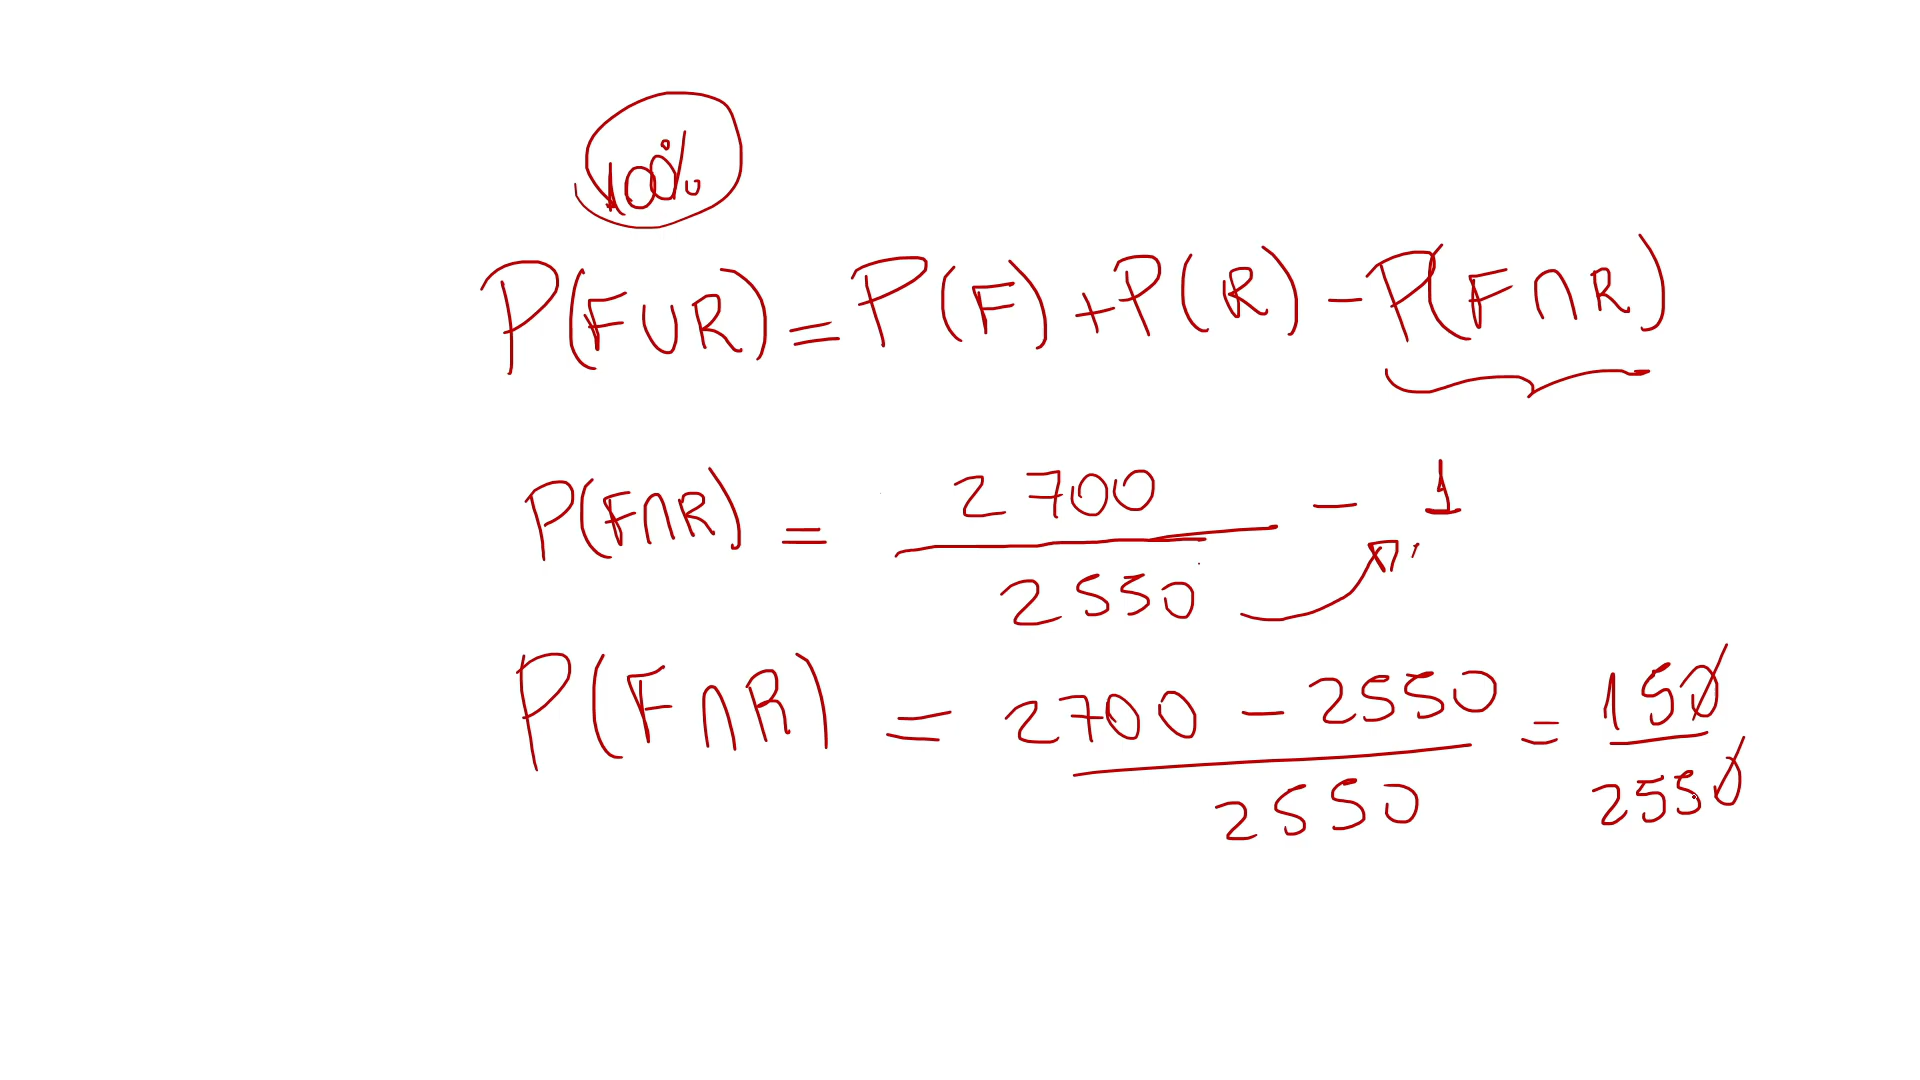 100%
P(F∪R) = P(F) + P(R) - P(F∩R)
P(F∩R) = 2700/2550 - 1
P(F∩R) = 2700 - 2550/2550 = 150/2550